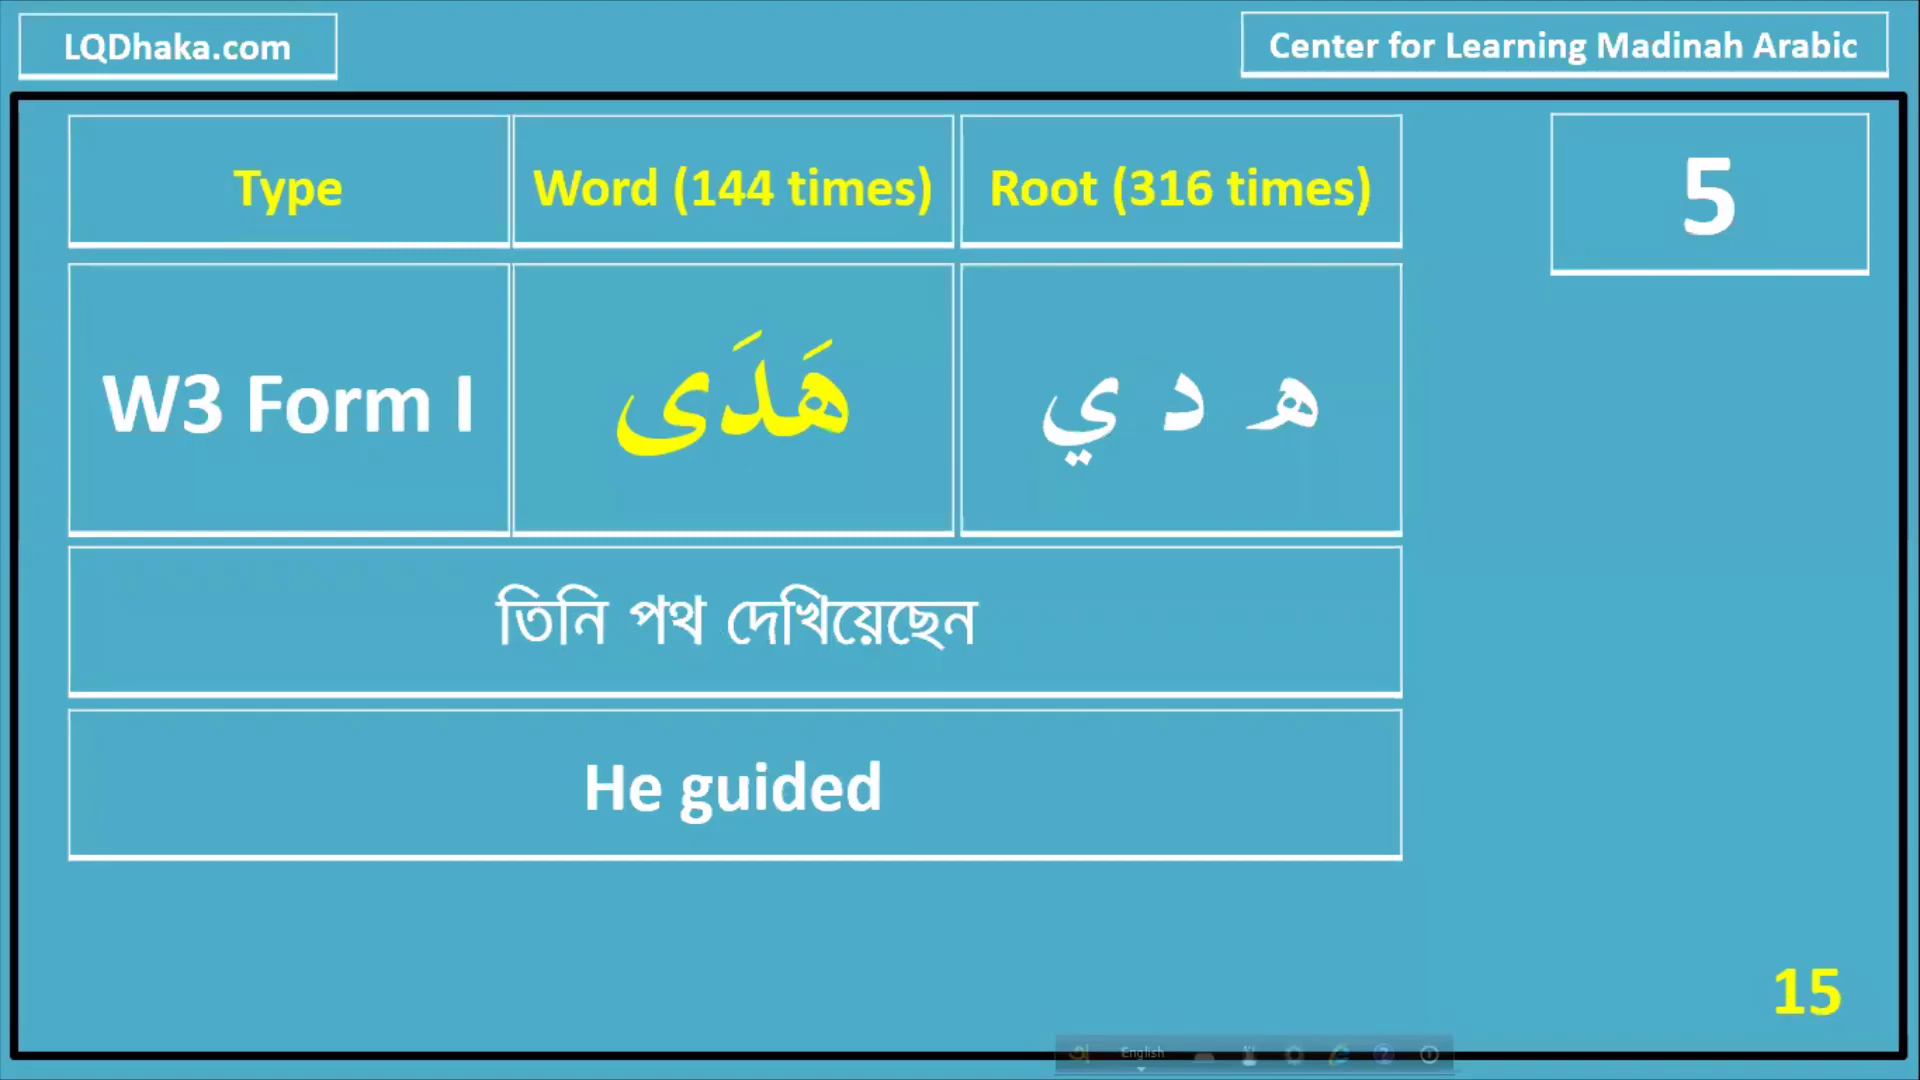 LQDhaka.com
Center for Learning Madinah Arabic
Type
Word (144 times)
Root (316 times)
5
W3 Form I
هَدَى
ه د ي
তিনি পথ দেখিয়েছেন
He guided
15
English